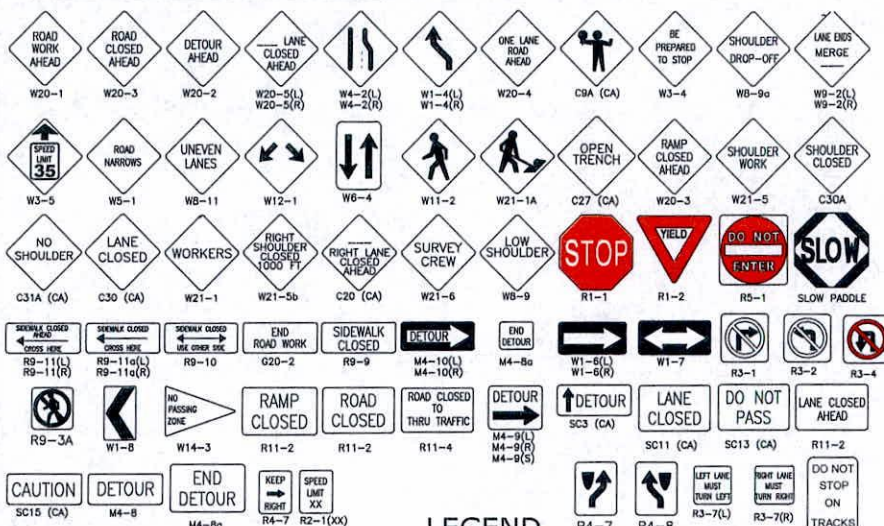 ROAD
WORK
AHEAD
W20-1
ROAD
CLOSED
AHEAD
W20-3
DETOUR
AHEAD
W20-2
LANE
CLOSED
AHEAD
W20-5(L)
W20-5(R)
W4-2(L)
W4-2(R)
W1-4(L)
W1-4(R)
ONE LANE
ROAD
AHEAD
W20-4
C9A (CA)
BE
PREPARED
TO STOP
W3-4
SHOULDER
DROP-OFF
W8-9a
LANE ENDS
MERGE
W9-2(L)
W9-2(R)
SPEED
LIMIT
35
W3-5
ROAD
NARROWS
W5-1
UNEVEN
LANES
W8-11
W12-1
W6-4
W11-2
W21-1A
OPEN
TRENCH
C27 (CA)
RAMP
CLOSED
AHEAD
W20-3
SHOULDER
WORK
W21-5
SHOULDER
CLOSED
C30A
NO
SHOULDER
C31A (CA)
LANE
CLOSED
C30 (CA)
WORKERS
W21-1
RIGHT
SHOULDER
CLOSED
1000 FT
W21-5b
RIGHT LANE
CLOSED
AHEAD
C20 (CA)
SURVEY
CREW
W21-6
LOW
SHOULDER
W8-9
STOP
R1-1
YIELD
R1-2
DO NOT
ENTER
R5-1
SLOW
SLOW PADDLE
SIDEWALK CLOSED
AHEAD
CROSS HERE
R9-11(L)
R9-11(R)
SIDEWALK CLOSED
CROSS HERE
R9-11a(L)
R9-11a(R)
SIDEWALK CLOSED
USE OTHER SIDE
R9-10
END
ROAD WORK
G20-2
SIDEWALK
CLOSED
R9-9
DETOUR
M4-10(L)
M4-10(R)
END
DETOUR
M4-8a
W1-6(L)
W1-6(R)
W1-7
R3-1
R3-2
R3-4
R9-3A
W1-8
NO
PASSING
ZONE
W14-3
RAMP
CLOSED
R11-2
ROAD
CLOSED
R11-2
ROAD CLOSED
TO
THRU TRAFFIC
R11-4
DETOUR
M4-9(L)
M4-9(R)
M4-9(S)
DETOUR
SC3 (CA)
LANE
CLOSED
SC11 (CA)
DO NOT
PASS
SC13 (CA)
LANE CLOSED
AHEAD
R11-2
CAUTION
SC15 (CA)
DETOUR
M4-8
END
DETOUR
M4-8a
KEEP
RIGHT
R4-7
SPEED
LIMIT
XX
R2-1(XX)
LEGEND
R4-7
R4-8
LEFT LANE
MUST
TURN LEFT
R3-7(L)
RIGHT LANE
MUST
TURN RIGHT
R3-7(R)
DO NOT
STOP
ON
TRACKS